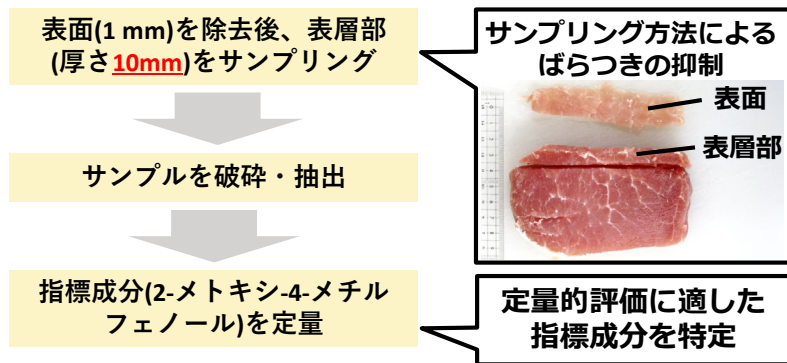 表面(1 mm)を除去後、表層部
(厚さ10mm)をサンプリング
サンプリング方法による
ばらつきの抑制
表面
表層部
サンプルを破砕・抽出
指標成分(2-メトキシ-4-メチル
フェノール)を定量
定量的評価に適した
指標成分を特定